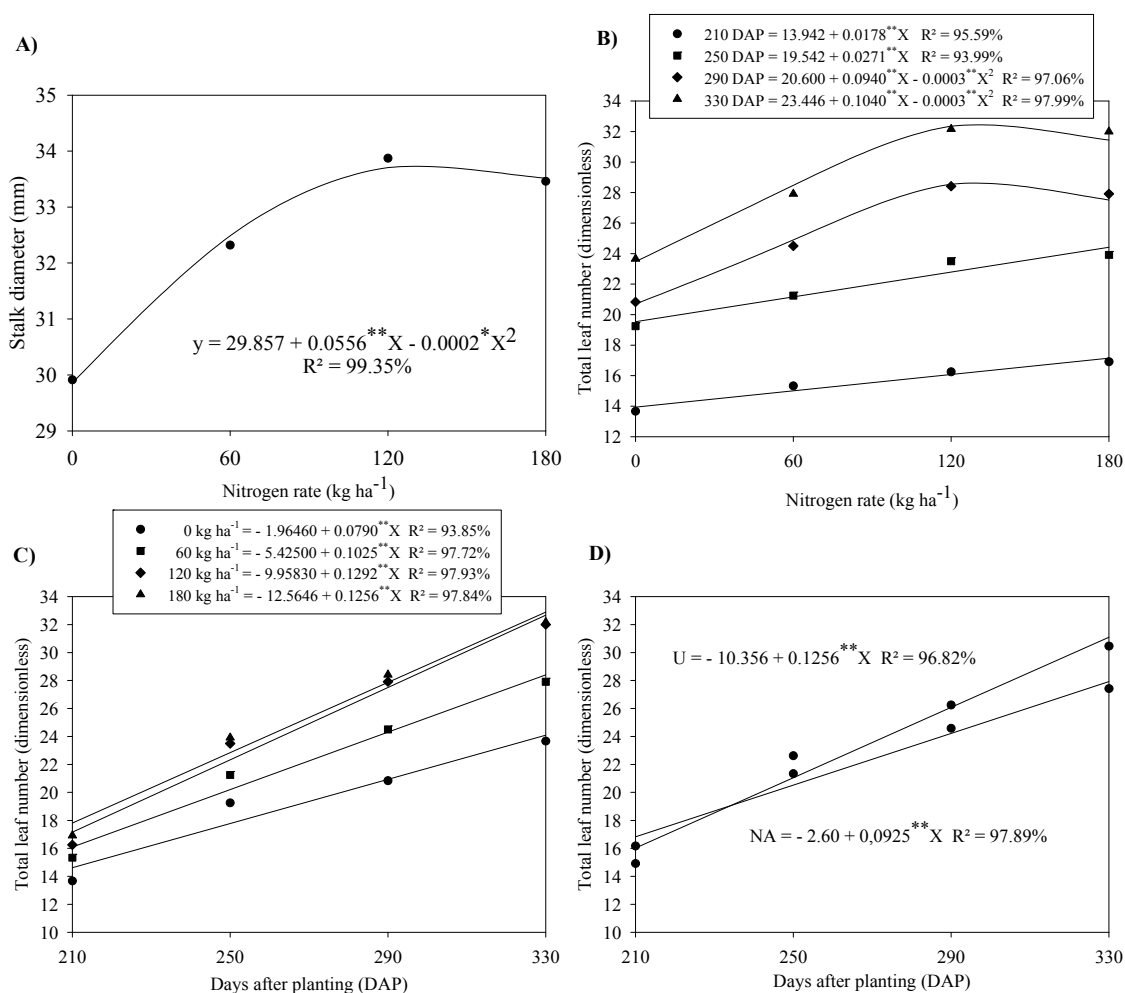 A)
35
34
33
32
31
30
29
Stalk diameter (mm)
y = 29.857 + 0.0556**X - 0.0002*X²
R² = 99.35%
0 60 120 180
Nitrogen rate (kg ha⁻¹)
B)
210 DAP = 13.942 + 0.0178**X R² = 95.59%
250 DAP = 19.542 + 0.0271**X R² = 93.99%
290 DAP = 20.600 + 0.0940**X - 0.0003**X² R² = 97.06%
330 DAP = 23.446 + 0.1040**X - 0.0003**X² R² = 97.99%
34
32
30
28
26
24
22
20
18
16
14
12
Total leaf number (dimensionless)
0 60 120 180
Nitrogen rate (kg ha⁻¹)
C)
0 kg ha⁻¹ = - 1.96460 + 0.0790**X R² = 93.85%
60 kg ha⁻¹ = - 5.42500 + 0.1025**X R² = 97.72%
120 kg ha⁻¹ = - 9.95830 + 0.1292**X R² = 97.93%
180 kg ha⁻¹ = - 12.5646 + 0.1256**X R² = 97.84%
34
32
30
28
26
24
22
20
18
16
14
12
10
Total leaf number (dimensionless)
210 250 290 330
Days after planting (DAP)
D)
34
32
30
28
26
24
22
20
18
16
14
12
10
Total leaf number (dimensionless)
U = - 10.356 + 0.1256**X R² = 96.82%
NA = - 2.60 + 0,0925**X R² = 97.89%
210 250 290 330
Days after planting (DAP)